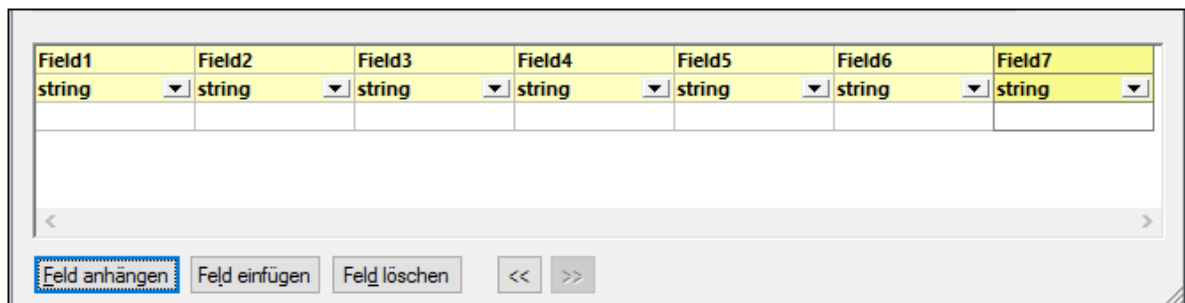 Field1 Field2 Field3 Field4 Field5 Field6 Field7
string string string string string string string
Feld anhängen Feld einfügen Feld löschen << >>